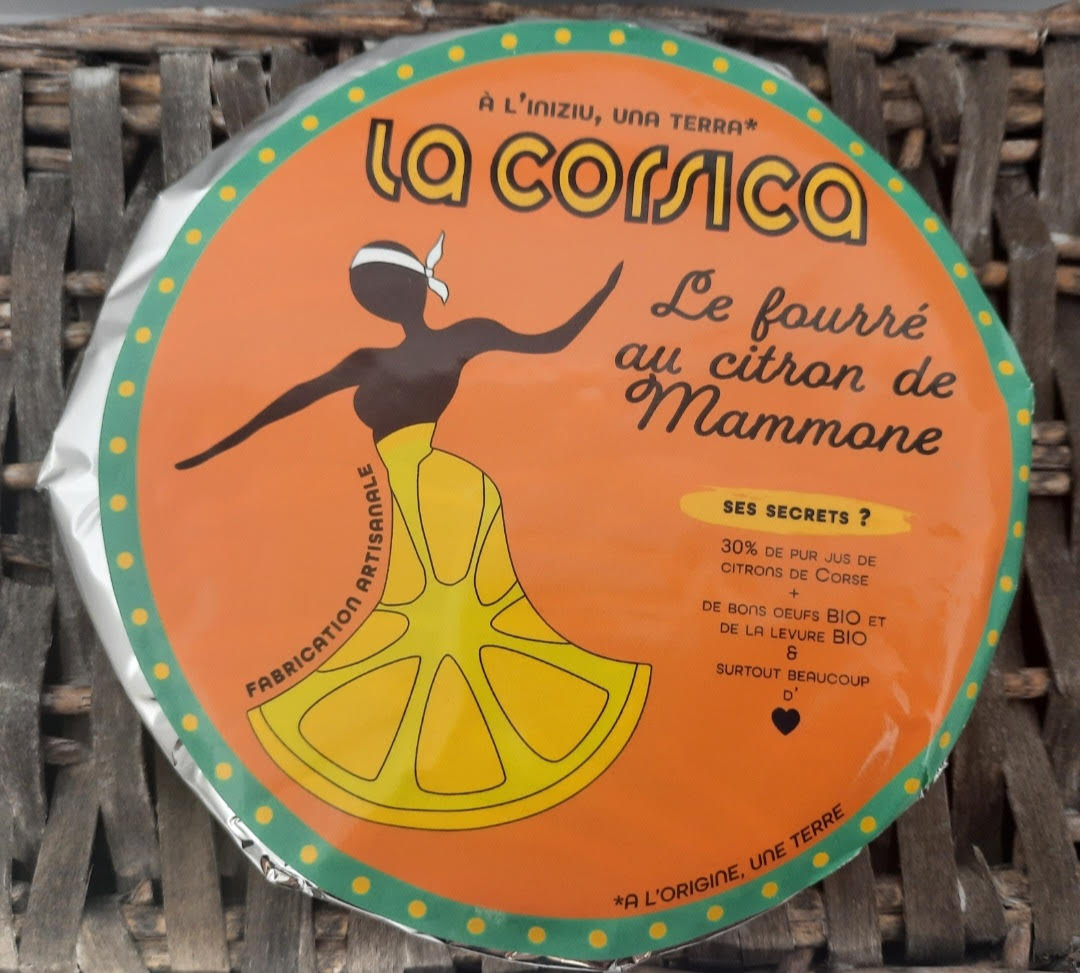 À L'INIZIU, UNA TERRA*
La CORSICA
Le fourré
au citron de
Mammone
SES SECRETS ?
30% DE PUR JUS DE
CITRONS DE CORSE
+
DE BONS OEUFS BIO ET
DE LA LEVURE BIO
&
SURTOUT BEAUCOUP
D'
FABRICATION ARTISANALE
*A L'ORIGINE, UNE TERRE